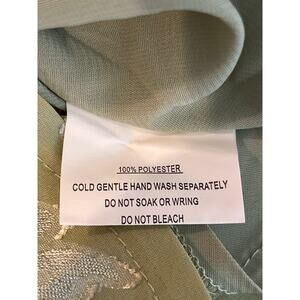 100% POLYESTER
COLD GENTLE HAND WASH SEPARATELY
DO NOT SOAK OR WRING
DO NOT BLEACH